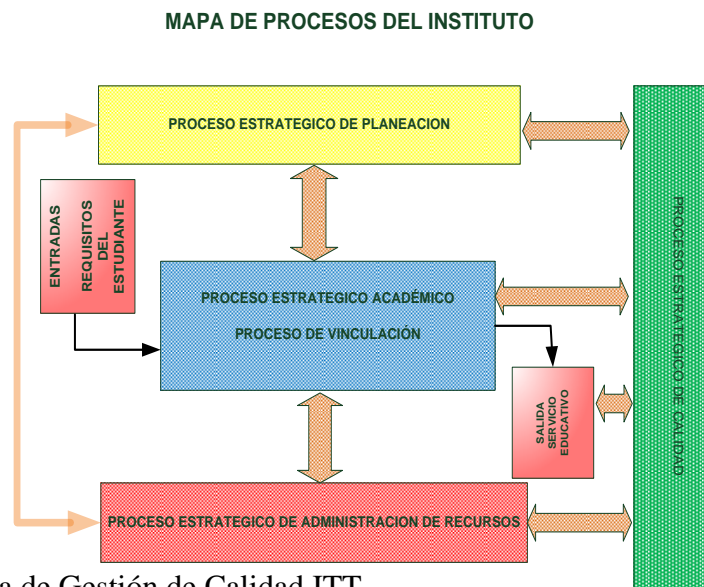 MAPA DE PROCESOS DEL INSTITUTO
PROCESO ESTRATEGICO DE PLANEACION
ENTRADAS
REQUISITOS
DEL
ESTUDIANTE
PROCESO ESTRATEGICO ACADÉMICO
PROCESO DE VINCULACIÓN
SALIDA
SERVICIO
EDUCATIVO
PROCESO ESTRATEGICO DE CALIDAD
PROCESO ESTRATEGICO DE ADMINISTRACION DE RECURSOS
de Gestión de Calidad ITT